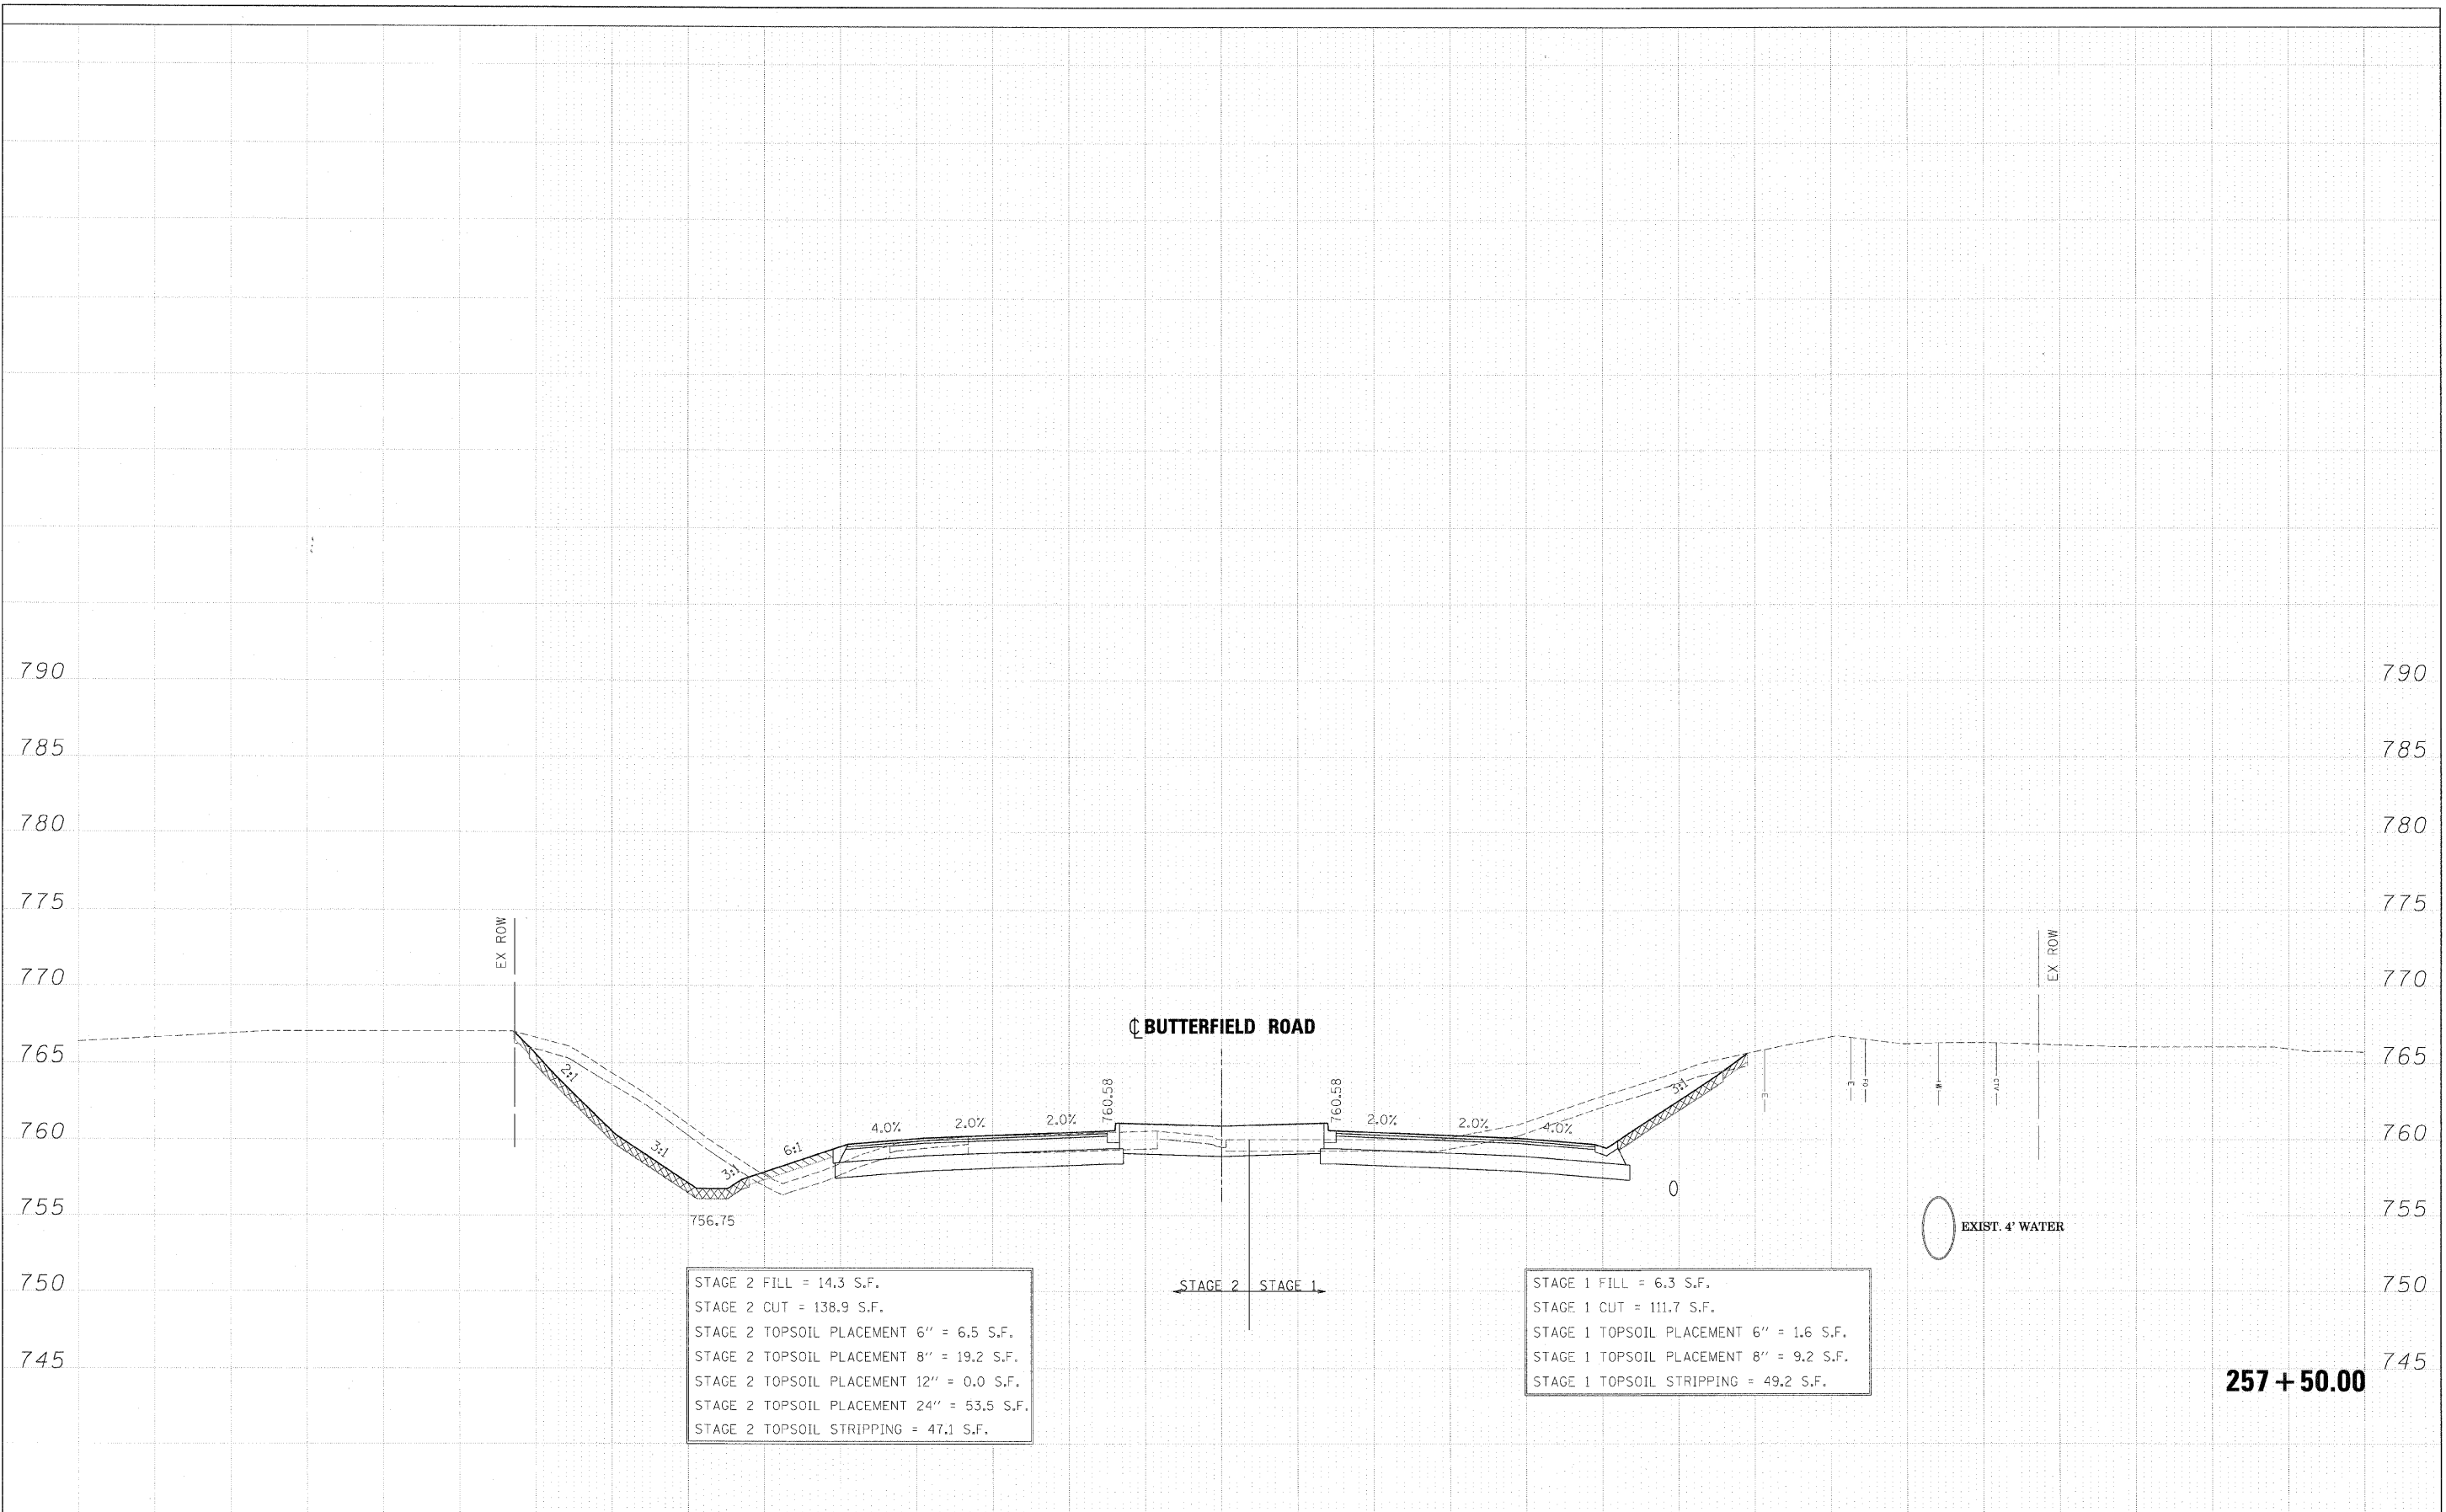 790 790
785 785
780 780
775 775
EX ROW
EX ROW
770 770
℄ BUTTERFIELD ROAD
765 765
2:1
3:1
3:1
6:1
4.0%
2.0%
2.0%
760.58
760.58
2.0%
2.0%
4.0%
3:1
E
E
FO
W
CTV
760 760
755 755
756.75
EXIST. 4' WATER
750 750
STAGE 2 STAGE 1
STAGE 2 FILL = 14.3 S.F.
STAGE 2 CUT = 138.9 S.F.
STAGE 2 TOPSOIL PLACEMENT 6" = 6.5 S.F.
STAGE 2 TOPSOIL PLACEMENT 8" = 19.2 S.F.
STAGE 2 TOPSOIL PLACEMENT 12" = 0.0 S.F.
STAGE 2 TOPSOIL PLACEMENT 24" = 53.5 S.F.
STAGE 2 TOPSOIL STRIPPING = 47.1 S.F.
STAGE 1 FILL = 6.3 S.F.
STAGE 1 CUT = 111.7 S.F.
STAGE 1 TOPSOIL PLACEMENT 6" = 1.6 S.F.
STAGE 1 TOPSOIL PLACEMENT 8" = 9.2 S.F.
STAGE 1 TOPSOIL STRIPPING = 49.2 S.F.
745 745
257+50.00